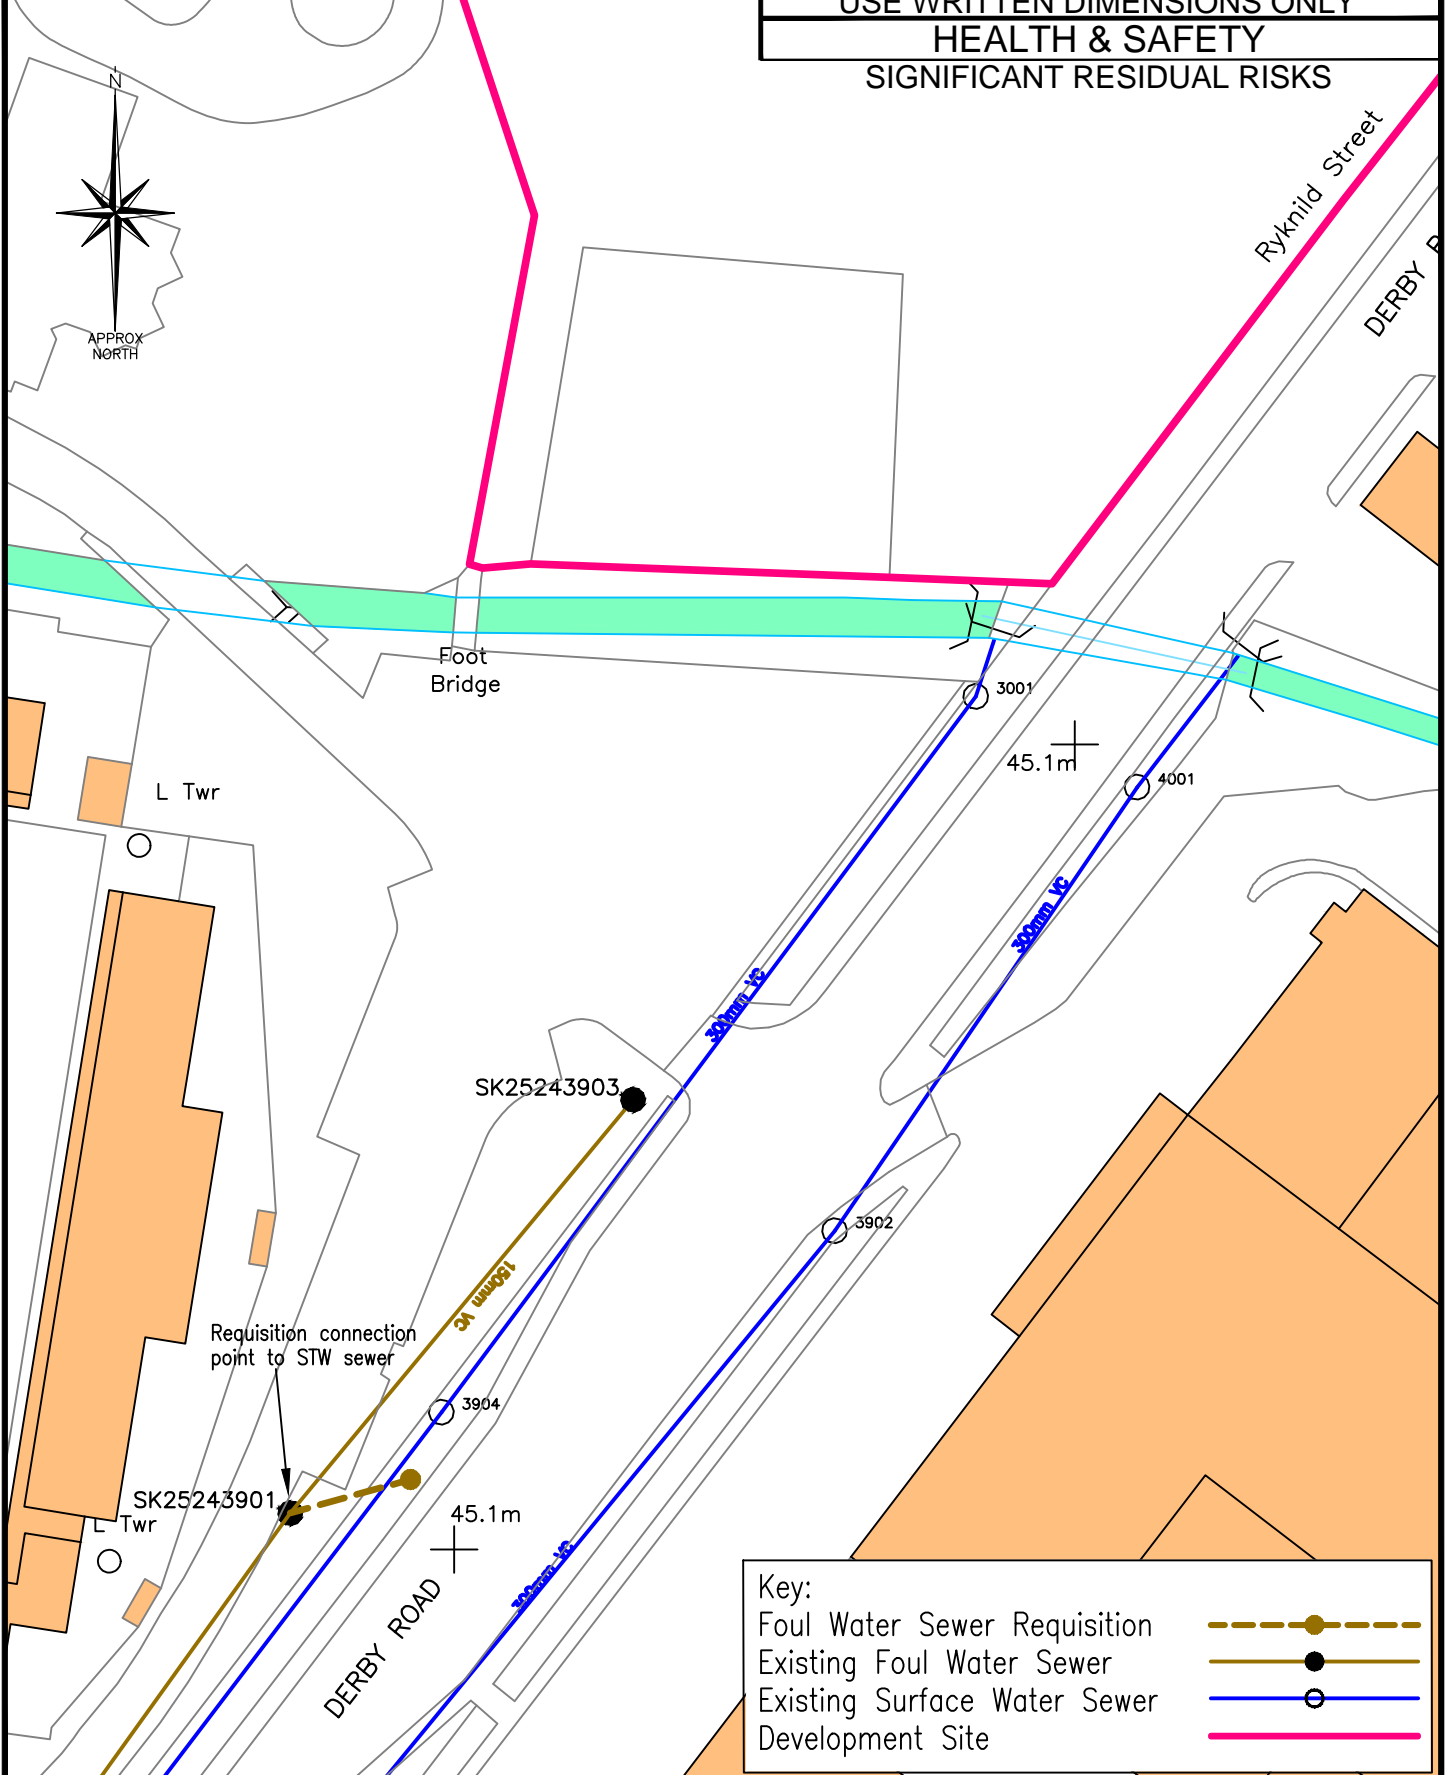 USE WRITTEN DIMENSIONS ONLY
HEALTH & SAFETY
SIGNIFICANT RESIDUAL RISKS
N
APPROX
NORTH
Ryknild Street
DERBY R
Foot
Bridge
3001
45.1m
4001
L Twr
300mm VC
300mm VC
SK25243903
3902
150mm VC
Requisition connection
point to STW sewer
3904
SK25243901
L Twr
45.1m
300mm VC
DERBY ROAD
Key:
Foul Water Sewer Requisition
Existing Foul Water Sewer
Existing Surface Water Sewer
Development Site